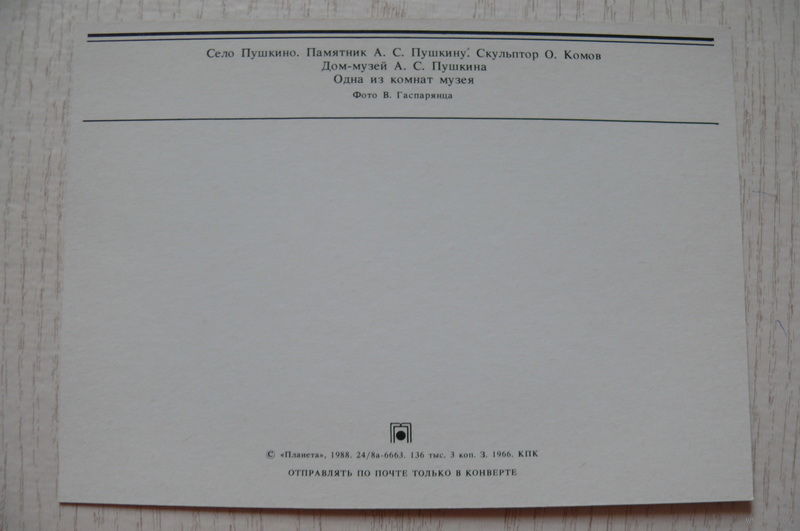 Село Пушкино. Памятник А. С. Пушкину. Скульптор О. Комов
Дом-музей А. С. Пушкина
Одна из комнат музея
Фото В. Гаспарянца
© «Планета», 1988. 24/8а-6663. 136 тыс. 3 коп. З. 1966. КПК
ОТПРАВЛЯТЬ ПО ПОЧТЕ ТОЛЬКО В КОНВЕРТЕ